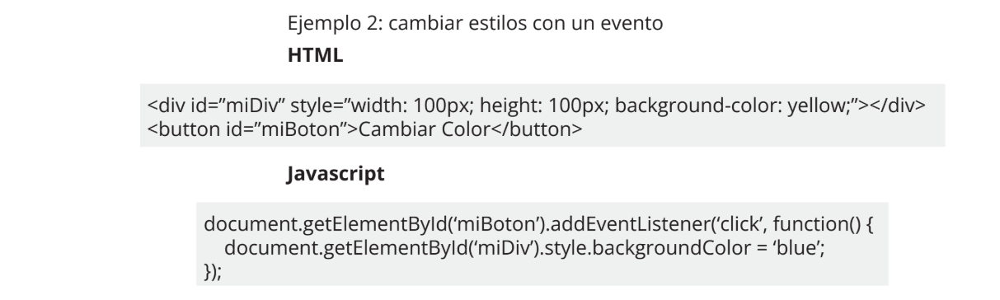 Ejemplo 2: cambiar estilos con un evento
HTML
<div id=”miDiv” style=”width: 100px; height: 100px; background-color: yellow;”></div>
<button id=”miBoton”>Cambiar Color</button>
Javascript
document.getElementById(‘miBoton’).addEventListener(‘click’, function() {
    document.getElementById(‘miDiv’).style.backgroundColor = ‘blue’;
});